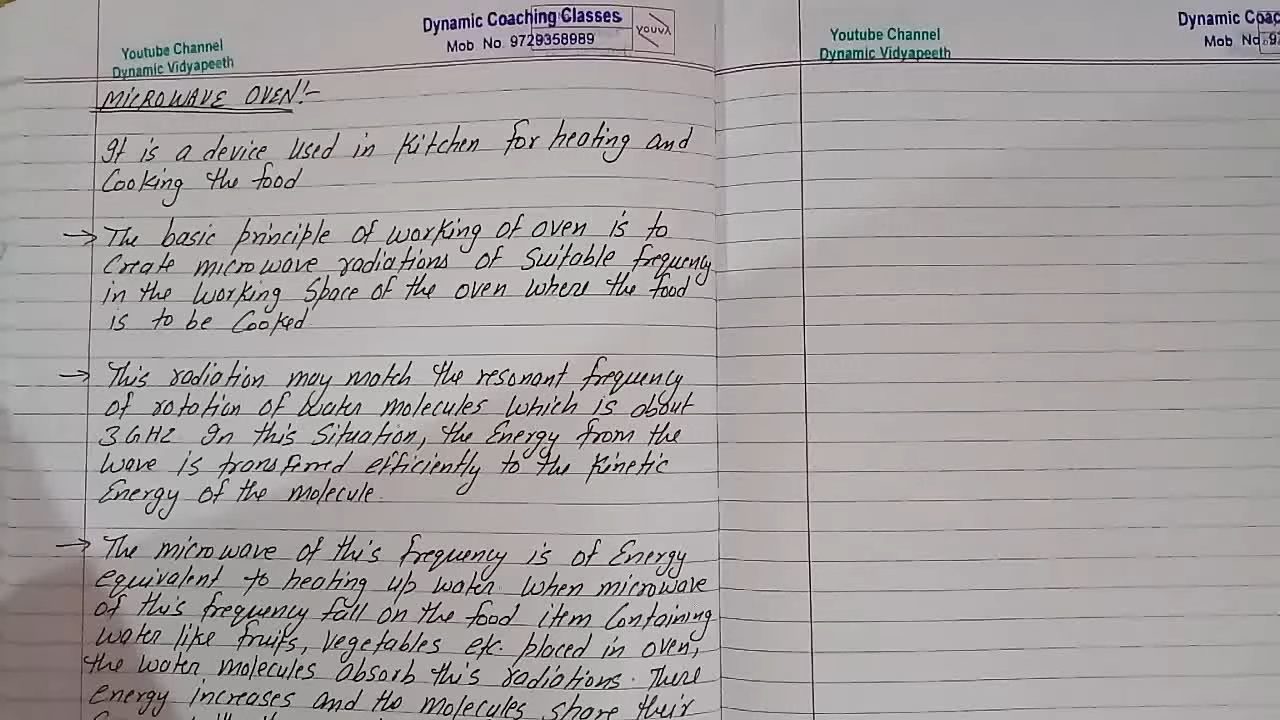 Youtube Channel
Dynamic Vidyapeeth
Dynamic Coaching Classes
Mob No. 9729358989
YOUVA
MICROWAVE OVEN:-
It is a device used in Kitchen for heating and
Cooking the food
→ The basic principle of working of oven is to
Create microwave radiations of Suitable frequency
in the working Space of the oven where the food
is to be Cooked.
→ This radiation may match the resonant frequency
of rotation of water molecules which is about
3 GHZ In this Situation, the Energy from the
wave is transferred efficiently to the Kinetic
Energy of the molecule.
→ The microwave of this frequency is of Energy
equivalent to heating up water. When microwave
of this frequency fall on the food item Containing
water like fruits, vegetables etc. placed in oven,
the water molecules absorb this radiations. There
energy increases and the molecules share their
Youtube Channel
Dynamic Vidyapeeth
Dynamic Coac
Mob No.